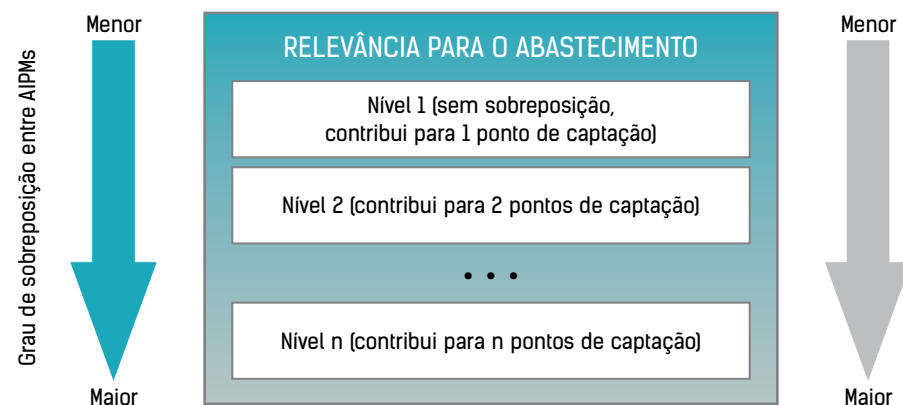 Menor
Menor
RELEVÂNCIA PARA O ABASTECIMENTO
Grau de sobreposição entre AIPMs
Nível 1 (sem sobreposição,
contribui para 1 ponto de captação)
Nível 2 (contribui para 2 pontos de captação)
• • •
Nível n (contribui para n pontos de captação)
Maior
Maior